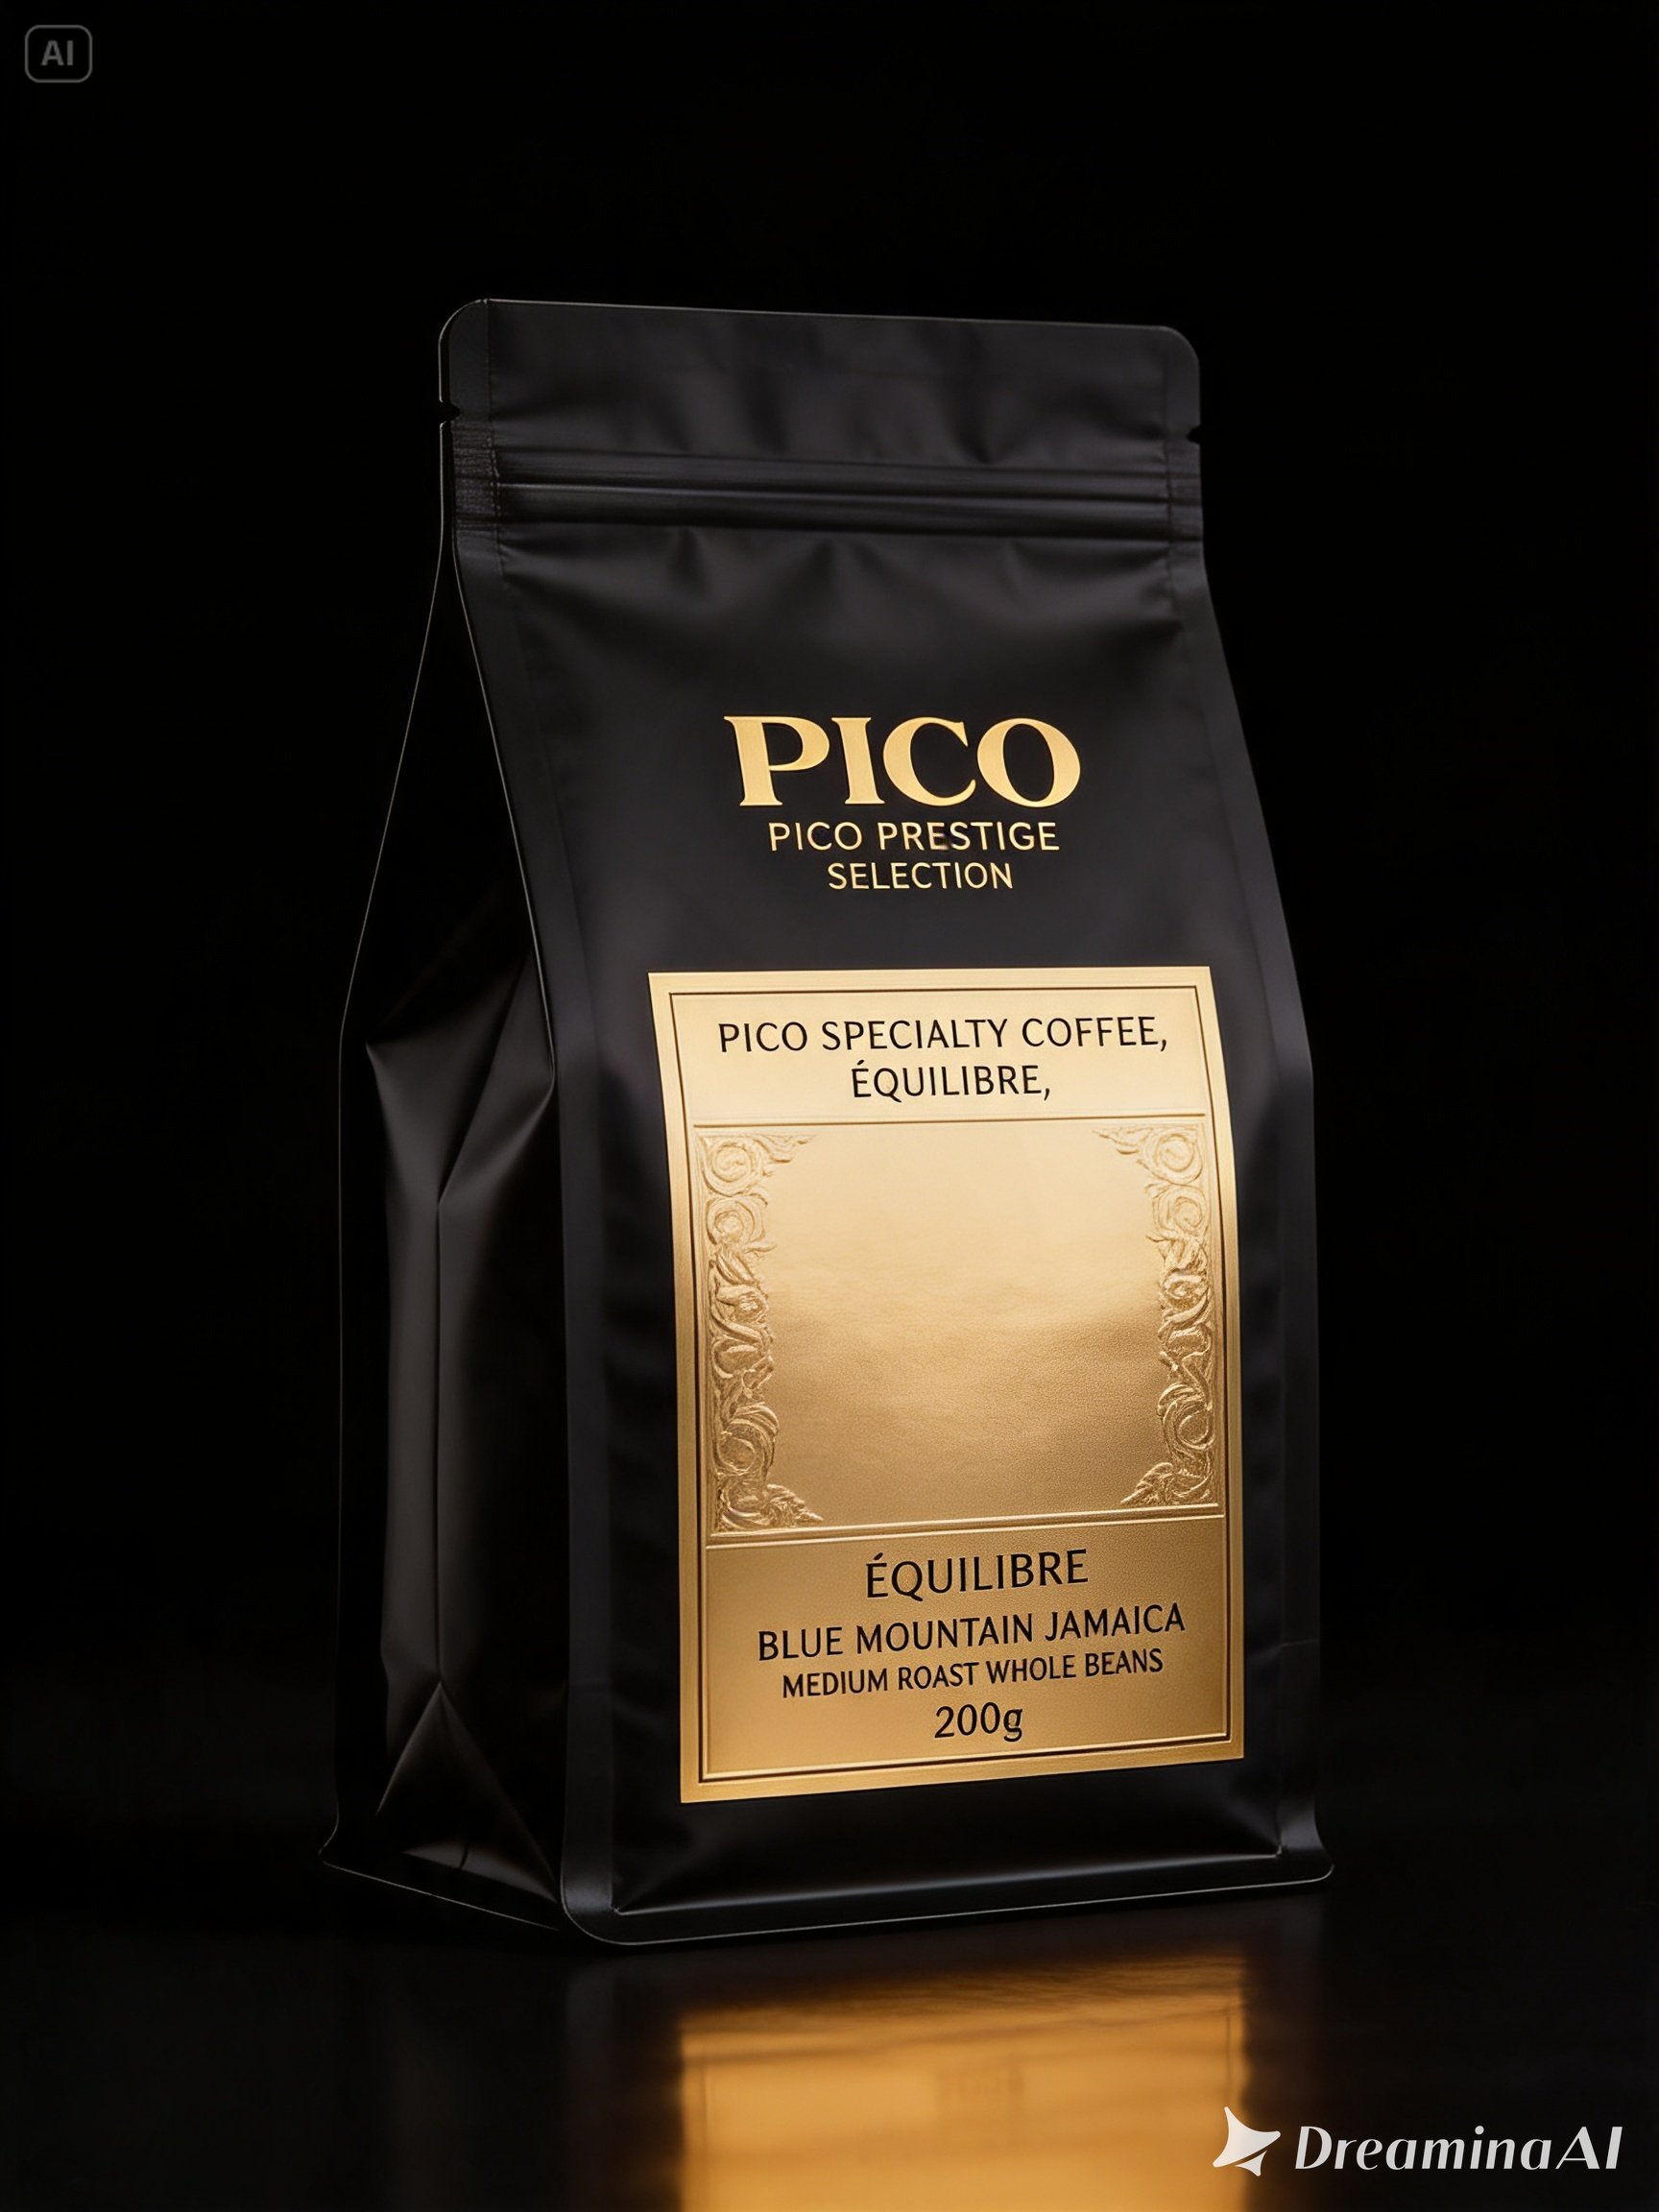 AI
PICO
PICO PRESTIGE
SELECTION
PICO SPECIALTY COFFEE,
ÉQUILIBRE,
ÉQUILIBRE
BLUE MOUNTAIN JAMAICA
MEDIUM ROAST WHOLE BEANS
200g
DreaminaAI